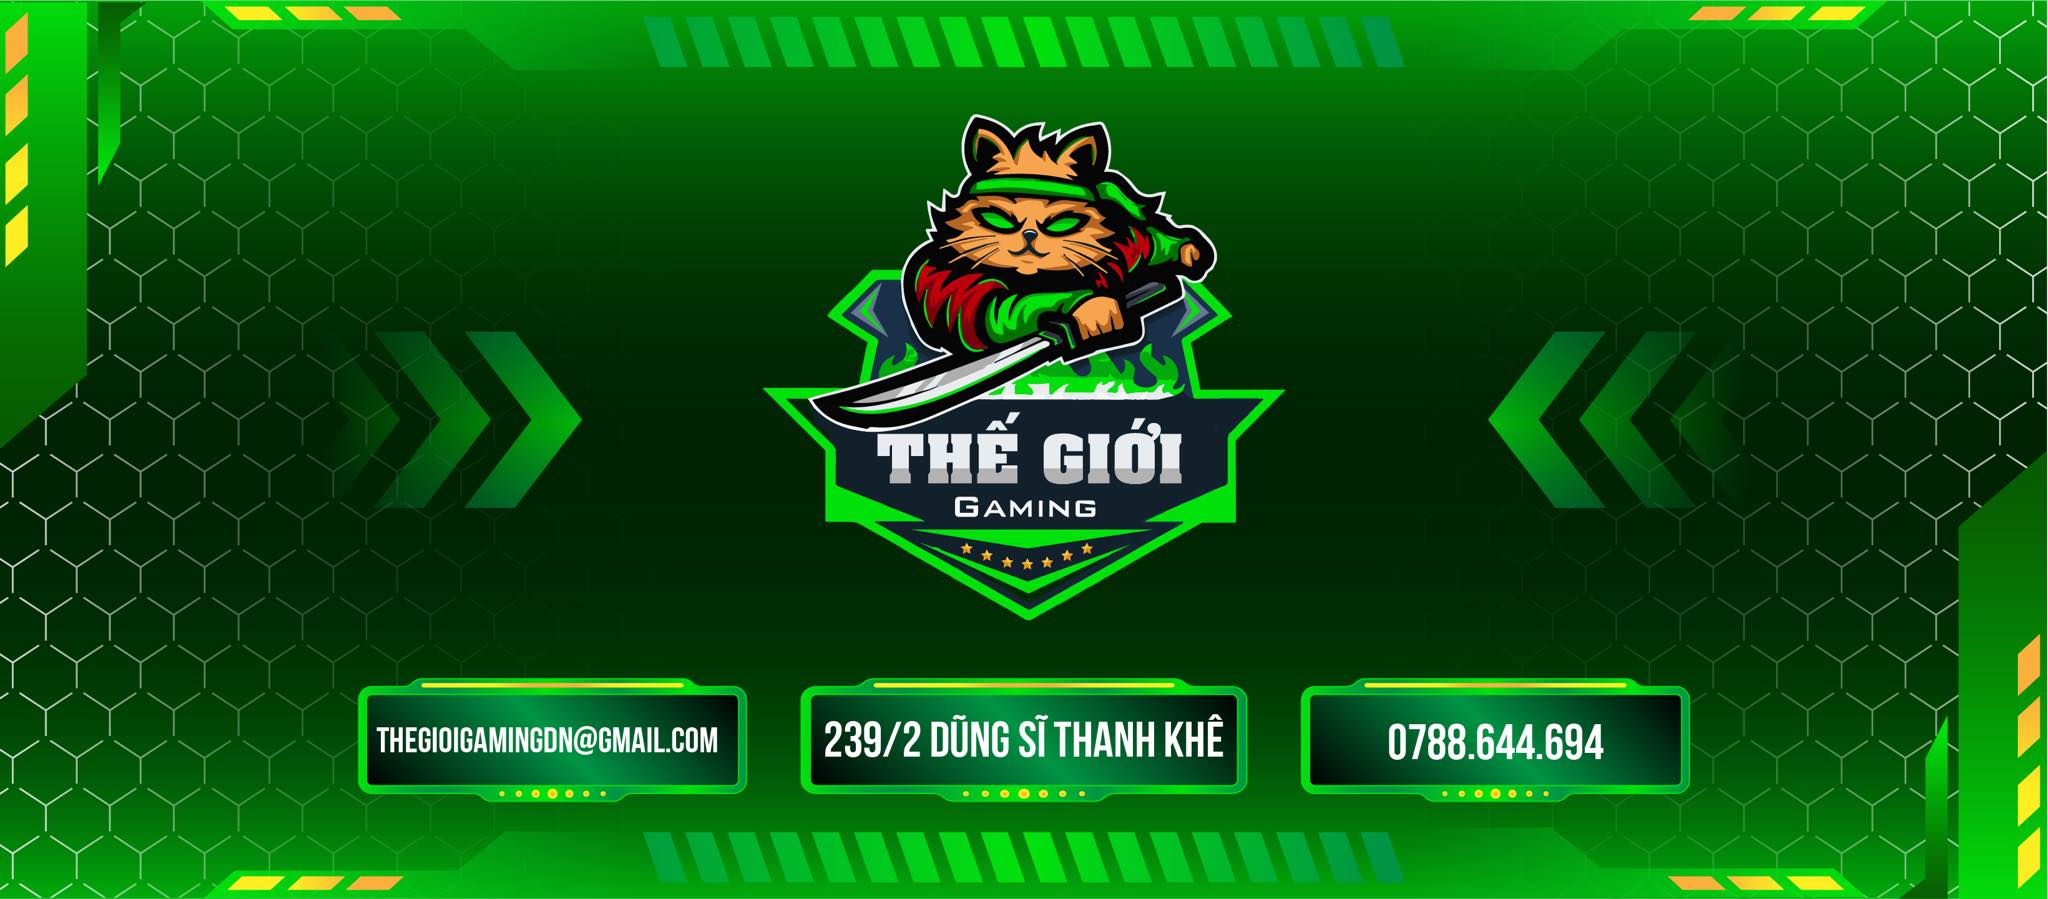 THẾ GIỚI
GAMING
THEGIOIGAMINGDN@GMAIL.COM
239/2 DŨNG SĨ THANH KHÊ
0788.644.694